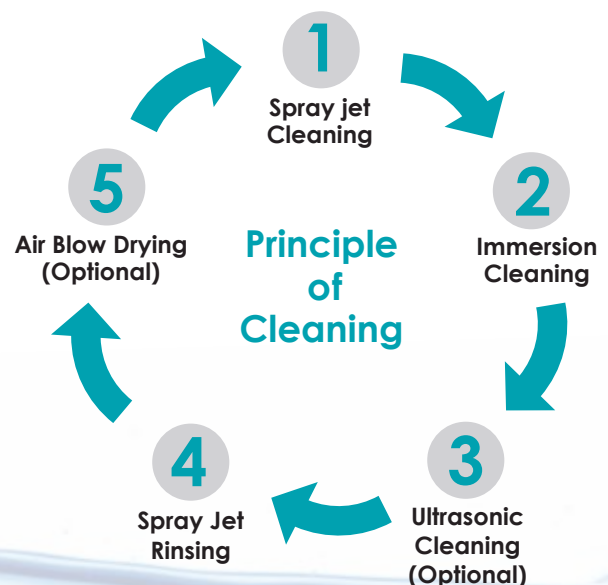 1
Spray jet
Cleaning
2
Immersion
Cleaning
3
Ultrasonic
Cleaning
(Optional)
4
Spray Jet
Rinsing
5
Air Blow Drying
(Optional)
Principle
of
Cleaning